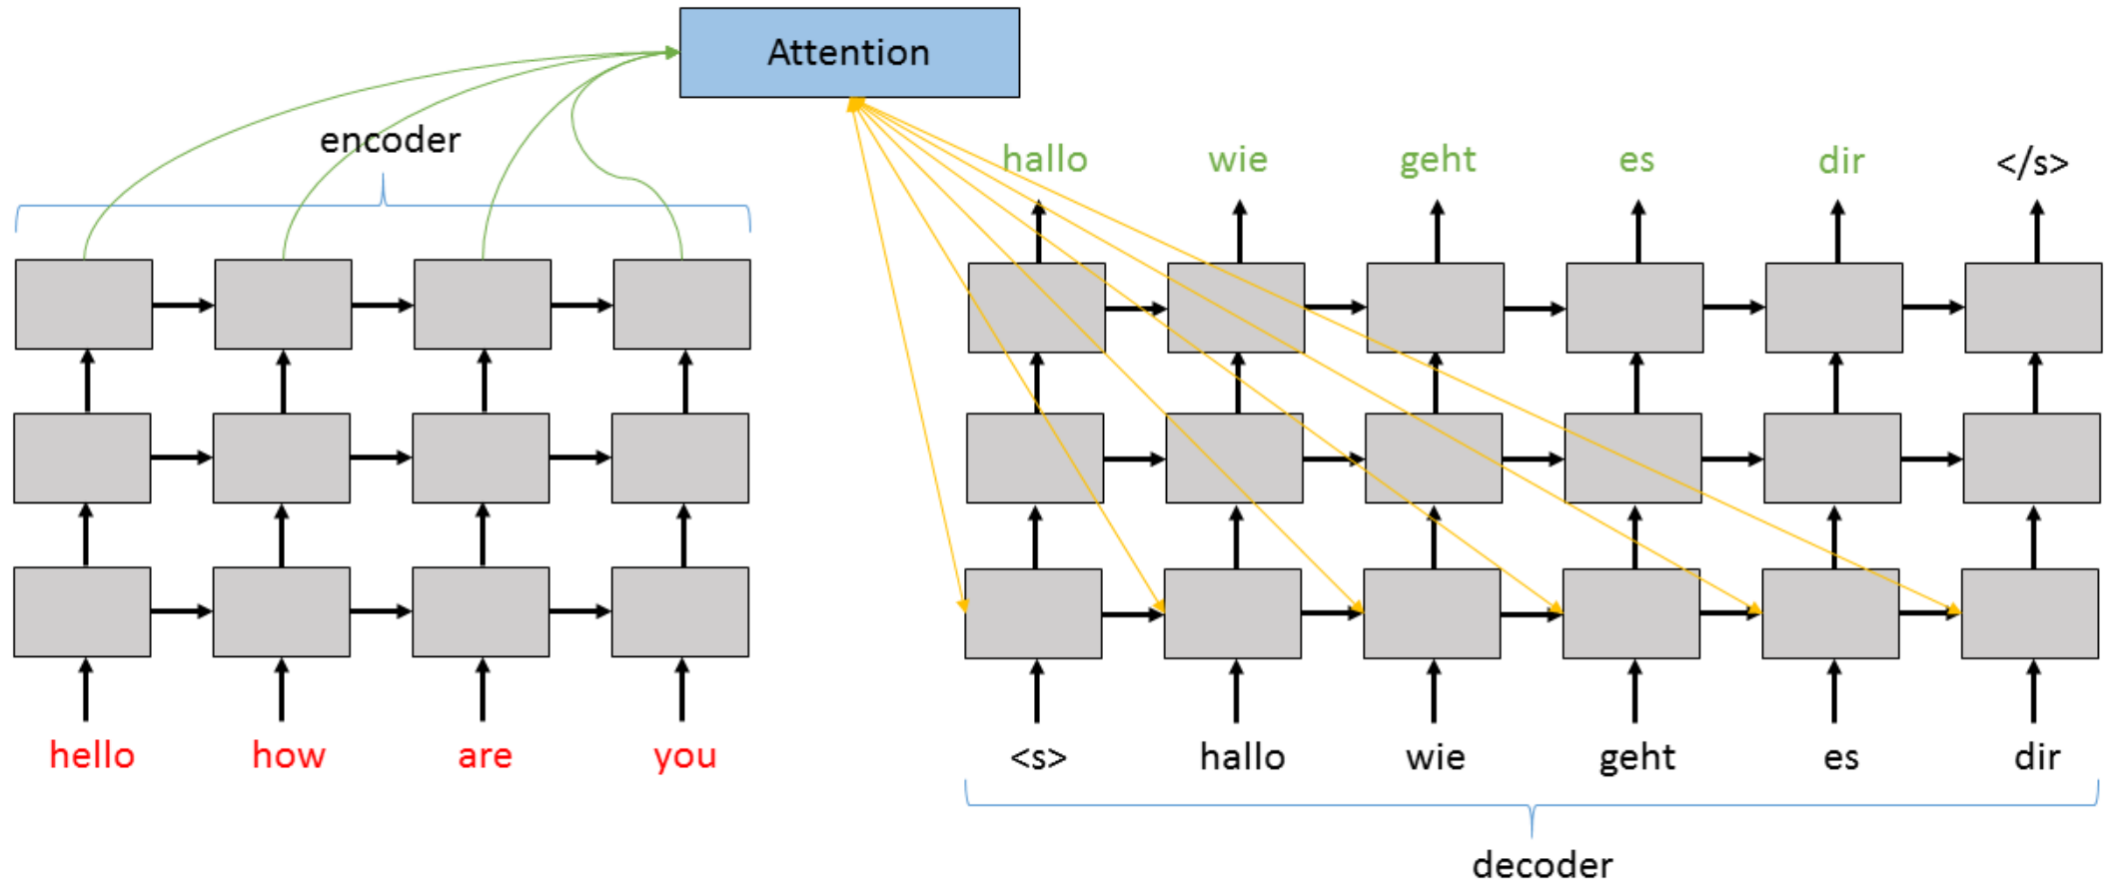 Attention
encoder
hallo wie geht es dir </s>
hello how are you <s> hallo wie geht es dir
decoder